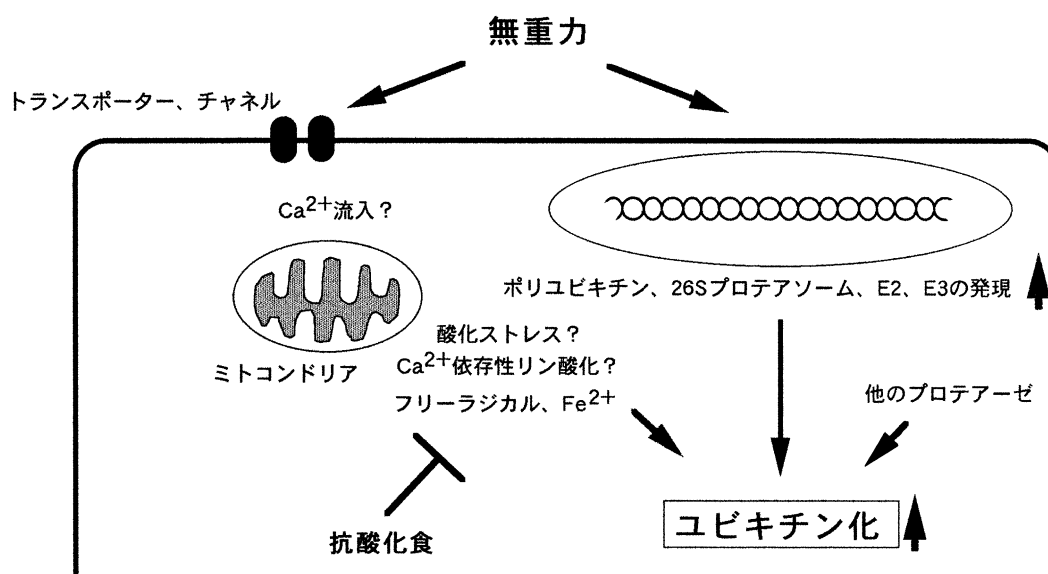 無重力
トランスポーター、チャネル
Ca2+流入？
ポリユビキチン、26Sプロテアソーム、E2、E3の発現
酸化ストレス？
Ca2+依存性リン酸化？
ミトコンドリア
フリーラジカル、Fe2+
他のプロテアーゼ
ユビキチン化
抗酸化食